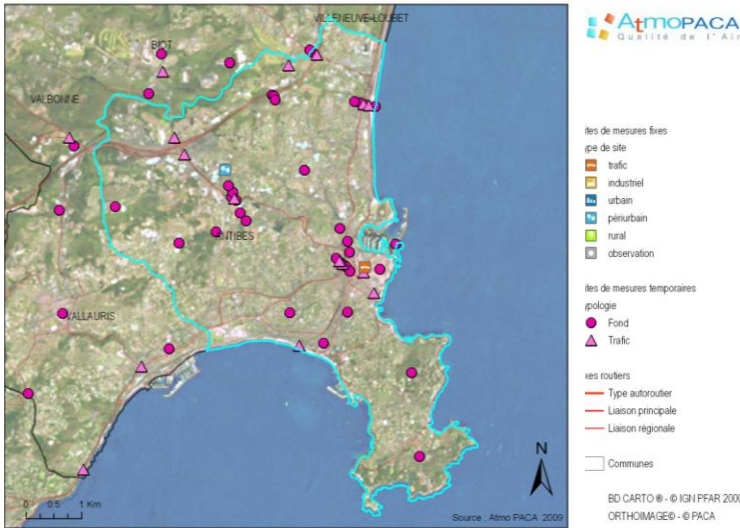 VILLENEUVE-LOUBET
BIOT
VALBONNE
ANTIBES
VALLAURIS
N
0 0.5 1 Km
Source : Atmo PACA 2009
AtmoPACA
Qualité de l'Air
ites de mesures fixes
ype de site
trafic
industriel
urbain
périurbain
rural
observation
ites de mesures temporaires
ypologie
Fond
Trafic
xes routiers
Type autoroutier
Liaison principale
Liaison régionale
Communes
BD CARTO ® - © IGN PFAR 2000
ORTHOIMAGE© - © PACA